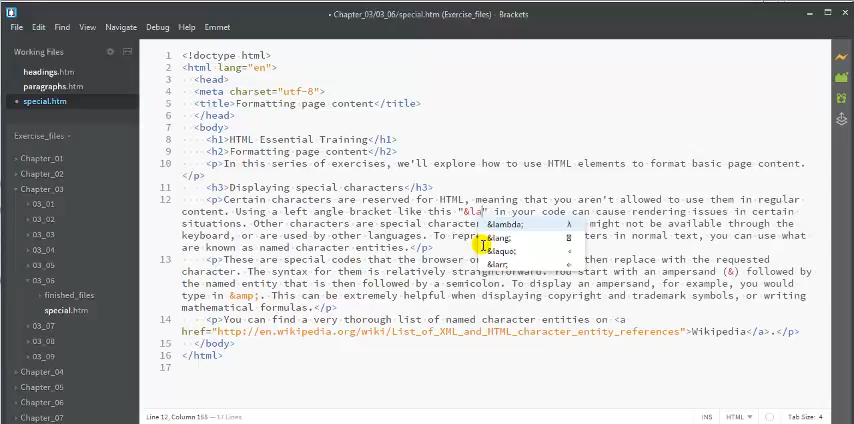 • Chapter_03/03_06/special.htm (Exercise_files) - Brackets
File Edit Find View Navigate Debug Help Emmet
Working Files
headings.htm
paragraphs.htm
special.htm
Exercise_files
Chapter_01
Chapter_02
Chapter_03
03_01
03_02
03_03
03_04
03_05
03_06
finished_files
special.htm
03_07
03_08
03_09
Chapter_04
Chapter_05
Chapter_06
Chapter_07
1 <!doctype html>
2 <html lang="en">
3 <head>
4 <meta charset="utf-8">
5 <title>Formatting page content</title>
6 </head>
7 <body>
8 <h1>HTML Essential Training</h1>
9 <h2>Formatting page content</h2>
10 <p>In this series of exercises, we'll explore how to use HTML elements to format basic page content.
</p>
11 <h3>Displaying special characters</h3>
12 <p>Certain characters are reserved for HTML, meaning that you aren't allowed to use them in regular
content. Using a left angle bracket like this "&la" in your code can cause rendering issues in certain
situations. Other characters are special charac might not be available through the
keyboard, or are used by other languages. To repr ters in normal text, you can use what
are known as named character entities.</p>
&lambda; λ
&lang;
&laquo; «
&larr; ←
13 <p>These are special codes that the browser o then replace with the requested
character. The syntax for them is relatively straightforward. You start with an ampersand (&) followed by
the named entity that is then followed by a semicolon. To display an ampersand, for example, you would
type in &amp;. This can be extremely helpful when displaying copyright and trademark symbols, or writing
mathematical formulas.</p>
14 <p>You can find a very thorough list of named character entities on <a
href="http://en.wikipedia.org/wiki/List_of_XML_and_HTML_character_entity_references">Wikipedia</a>.</p>
15 </body>
16 </html>
17
Line 12, Column 155 — 17 Lines
INS HTML Tab Size: 4